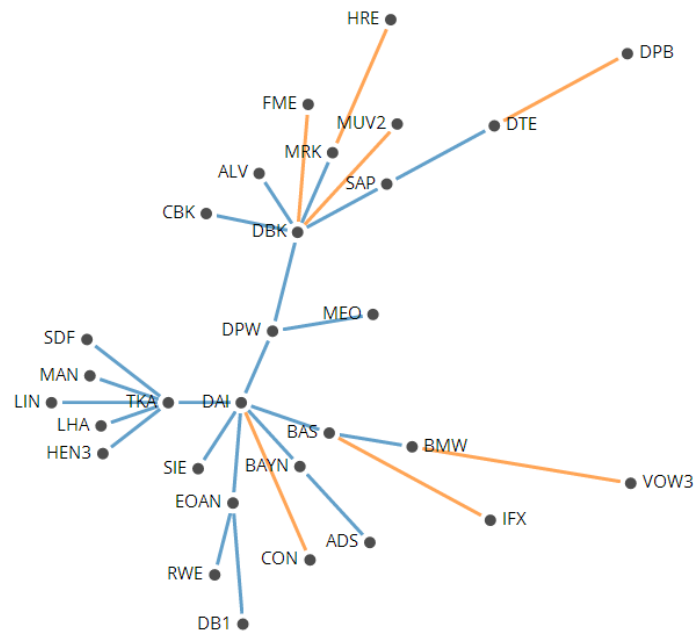 HRE
DPB
FME
MUV2
DTE
MRK
ALV
SAP
CBK
DBK
MEO
DPW
SDF
MAN
LIN
TKA
DAI
LHA
BAS
HEN3
BMW
SIE
BAYN
VOW3
EOAN
IFX
ADS
CON
RWE
DB1